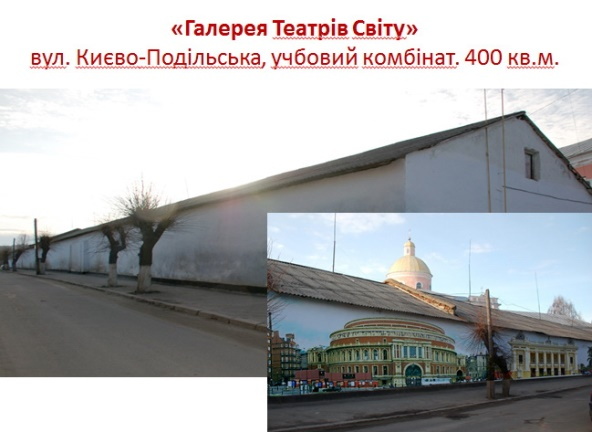 «Галерея Театрів Світу»
вул. Києво-Подільська, учбовий комбінат. 400 кв.м.